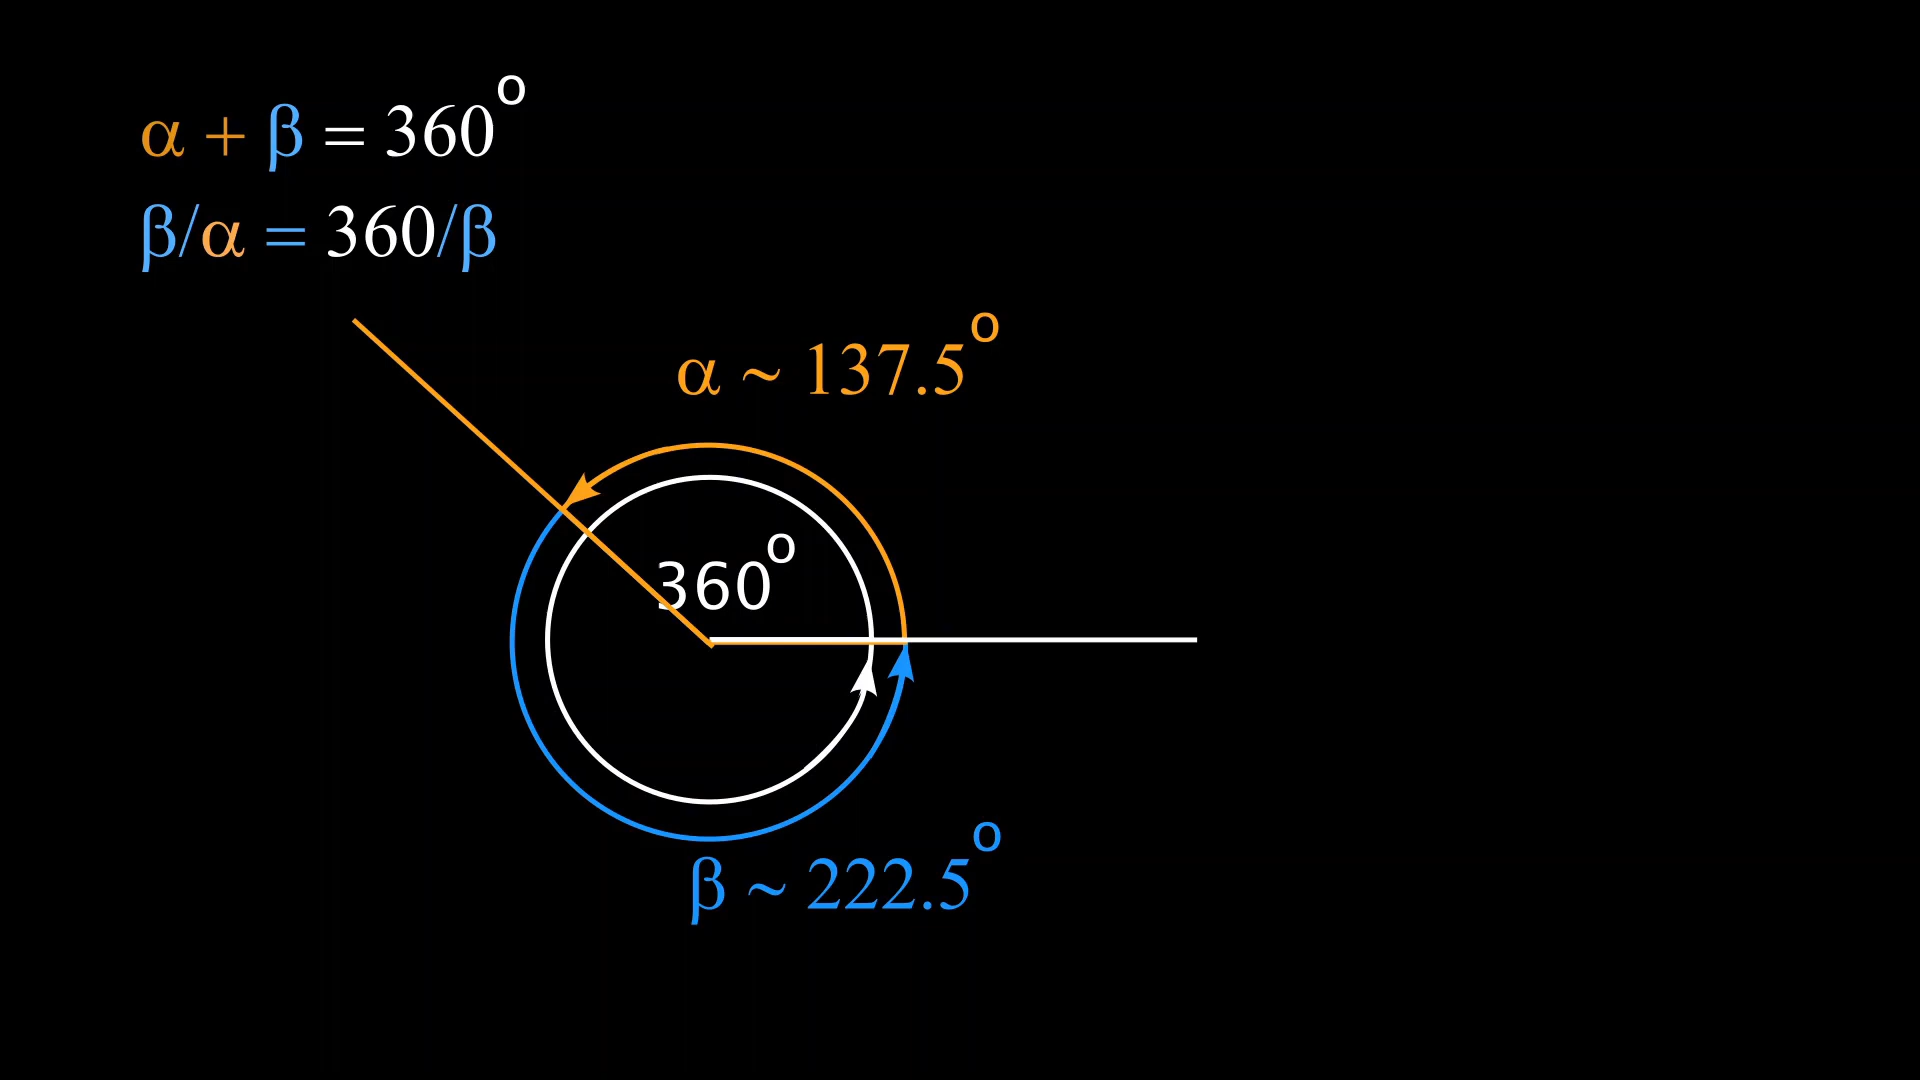 α + β = 360°
β/α = 360/β
α ~ 137.5°
360°
β ~ 222.5°